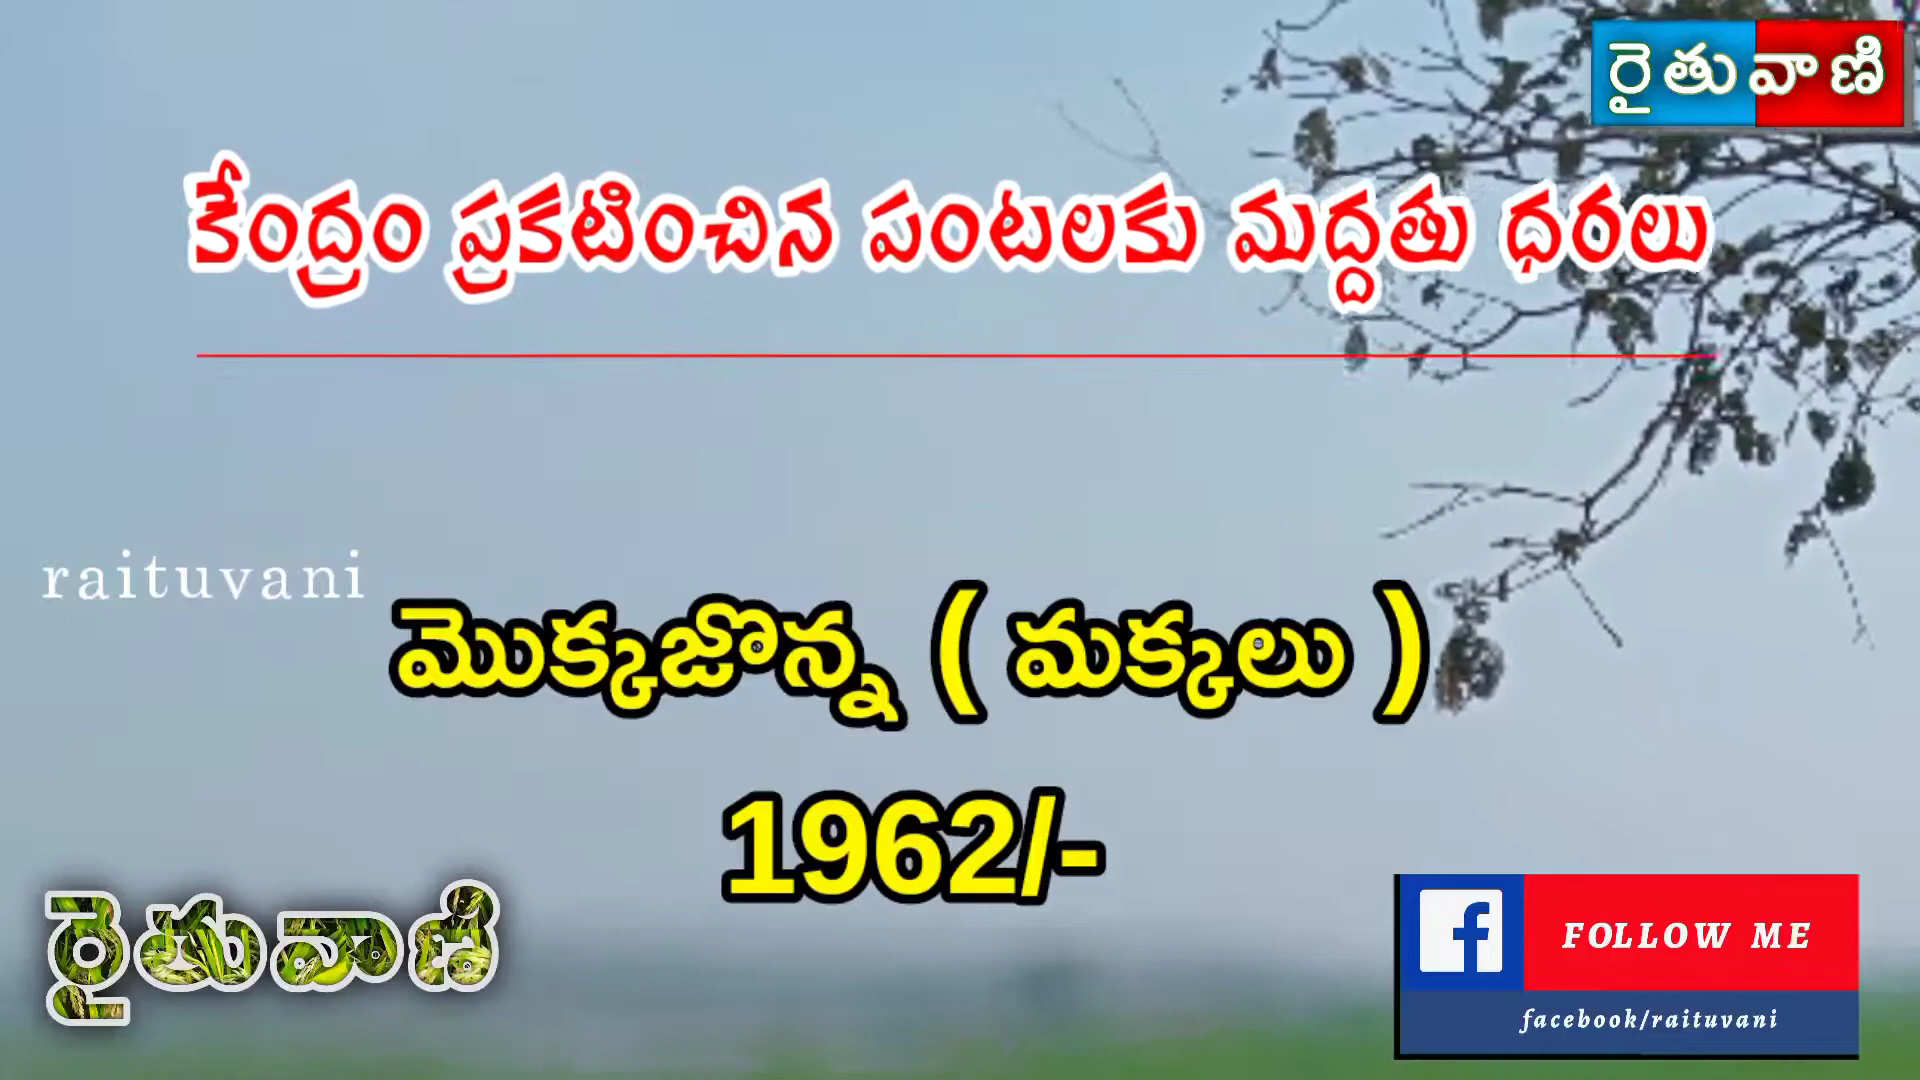 రైతు వాణి
కేంద్రం ప్రకటించిన పంటలకు మద్దతు ధరలు
raituvani
మొక్కజొన్న ( మక్కలు )
1962/-
రైతువాణి
FOLLOW ME
facebook/raituvani